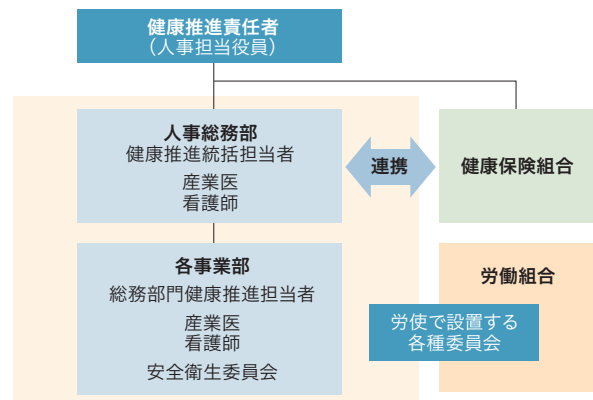 健康推進責任者
（人事担当役員）
人事総務部
健康推進統括担当者
産業医
看護師
連携
健康保険組合
各事業部
総務部門健康推進担当者
産業医
看護師
安全衛生委員会
労働組合
労使で設置する
各種委員会